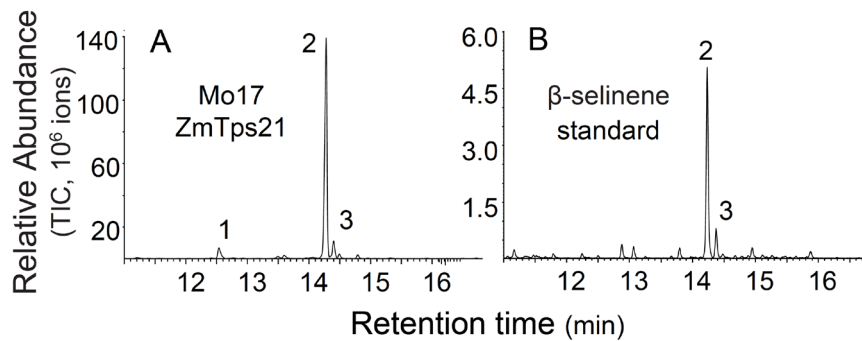 A
B
Relative Abundance
(TIC, 10⁶ ions)
140
100
60
20
2
Mo17
ZmTps21
1
3
12 13 14 15 16
6.0
4.5
3.0
1.5
2
β-selinene
standard
3
12 13 14 15 16
Retention time (min)